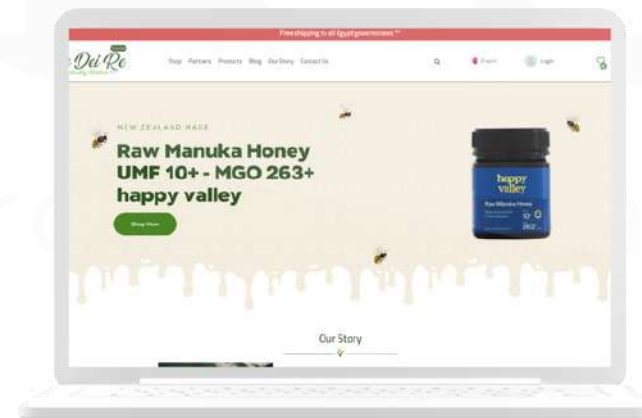 Free shipping to all Egypt governorates
Dei Re
Shop Partners Products Blog Our Story Contact Us
English
Login
NEW ZEALAND MADE
Raw Manuka Honey
UMF 10+ - MGO 263+
happy valley
Shop Now
happy
valley
Raw Manuka Honey
10+
263+
Our Story